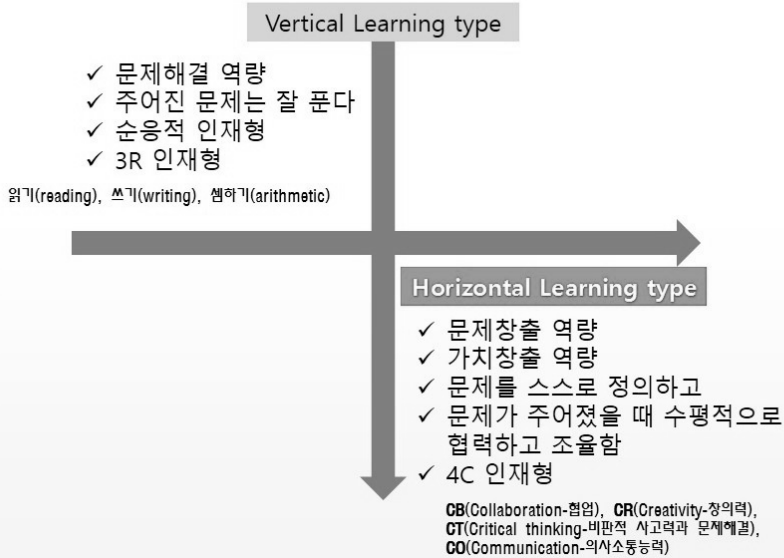 Vertical Learning type
✓ 문제해결 역량
✓ 주어진 문제는 잘 푼다
✓ 순응적 인재형
✓ 3R 인재형
읽기(reading), 쓰기(writing), 셈하기(arithmetic)
Horizontal Learning type
✓ 문제창출 역량
✓ 가치창출 역량
✓ 문제를 스스로 정의하고
✓ 문제가 주어졌을 때 수평적으로
협력하고 조율함
✓ 4C 인재형
CB(Collaboration-협업), CR(Creativity-창의력),
CT(Critical thinking-비판적 사고력과 문제해결),
CO(Communication-의사소통능력)